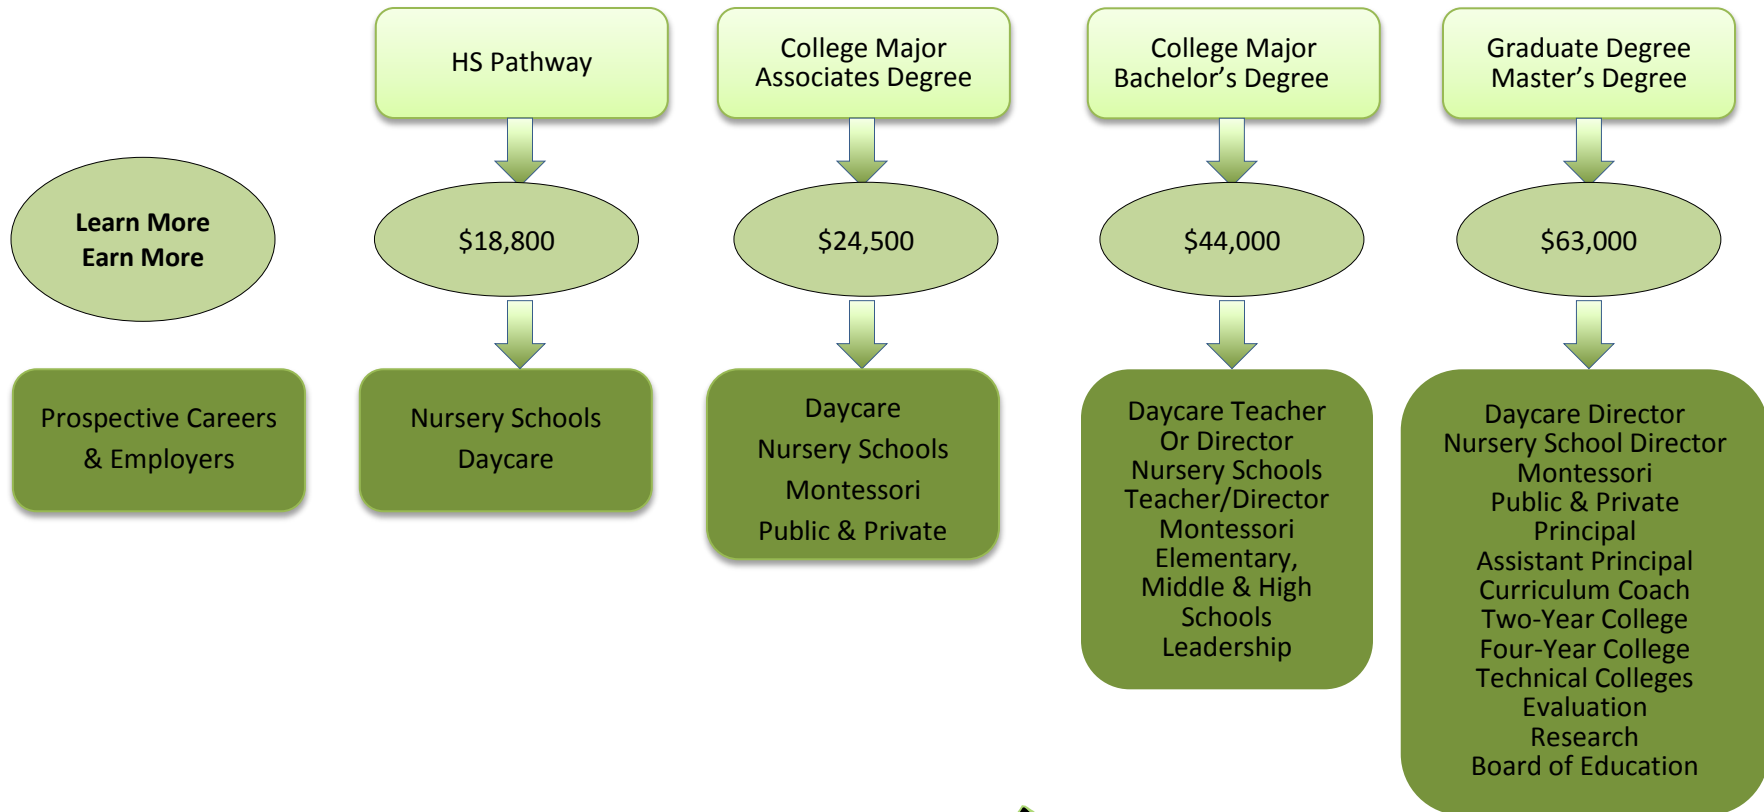 HS Pathway
College Major
Associates Degree
College Major
Bachelor’s Degree
Graduate Degree
Master’s Degree
Learn More
Earn More
$18,800
$24,500
$44,000
$63,000
Prospective Careers
& Employers
Nursery Schools
Daycare
Daycare
Nursery Schools
Montessori
Public & Private
Daycare Teacher
Or Director
Nursery Schools
Teacher/Director
Montessori
Elementary,
Middle & High
Schools
Leadership
Daycare Director
Nursery School Director
Montessori
Public & Private
Principal
Assistant Principal
Curriculum Coach
Two-Year College
Four-Year College
Technical Colleges
Evaluation
Research
Board of Education